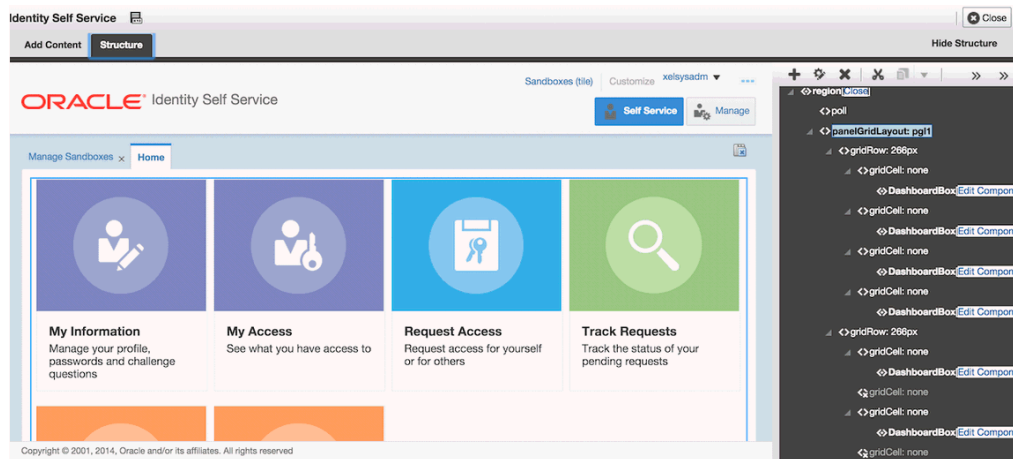 Identity Self Service
Close
Add Content Structure
Hide Structure
Sandboxes (tile) Customize xelsysadm
ORACLE® Identity Self Service
Self Service Manage
Manage Sandboxes x Home
My Information
Manage your profile,
passwords and challenge
questions
My Access
See what you have access to
Request Access
Request access for yourself
or for others
Track Requests
Track the status of your
pending requests
Copyright © 2001, 2014, Oracle and/or its affiliates. All rights reserved
region[Close]
poll
panelGridLayout: pgl1
gridRow: 266px
gridCell: none
DashboardBox[Edit Compon
gridCell: none
DashboardBox[Edit Compon
gridCell: none
DashboardBox[Edit Compon
gridCell: none
DashboardBox[Edit Compon
gridRow: 266px
gridCell: none
DashboardBox[Edit Compon
gridCell: none
gridCell: none
DashboardBox[Edit Compon
gridCell: none